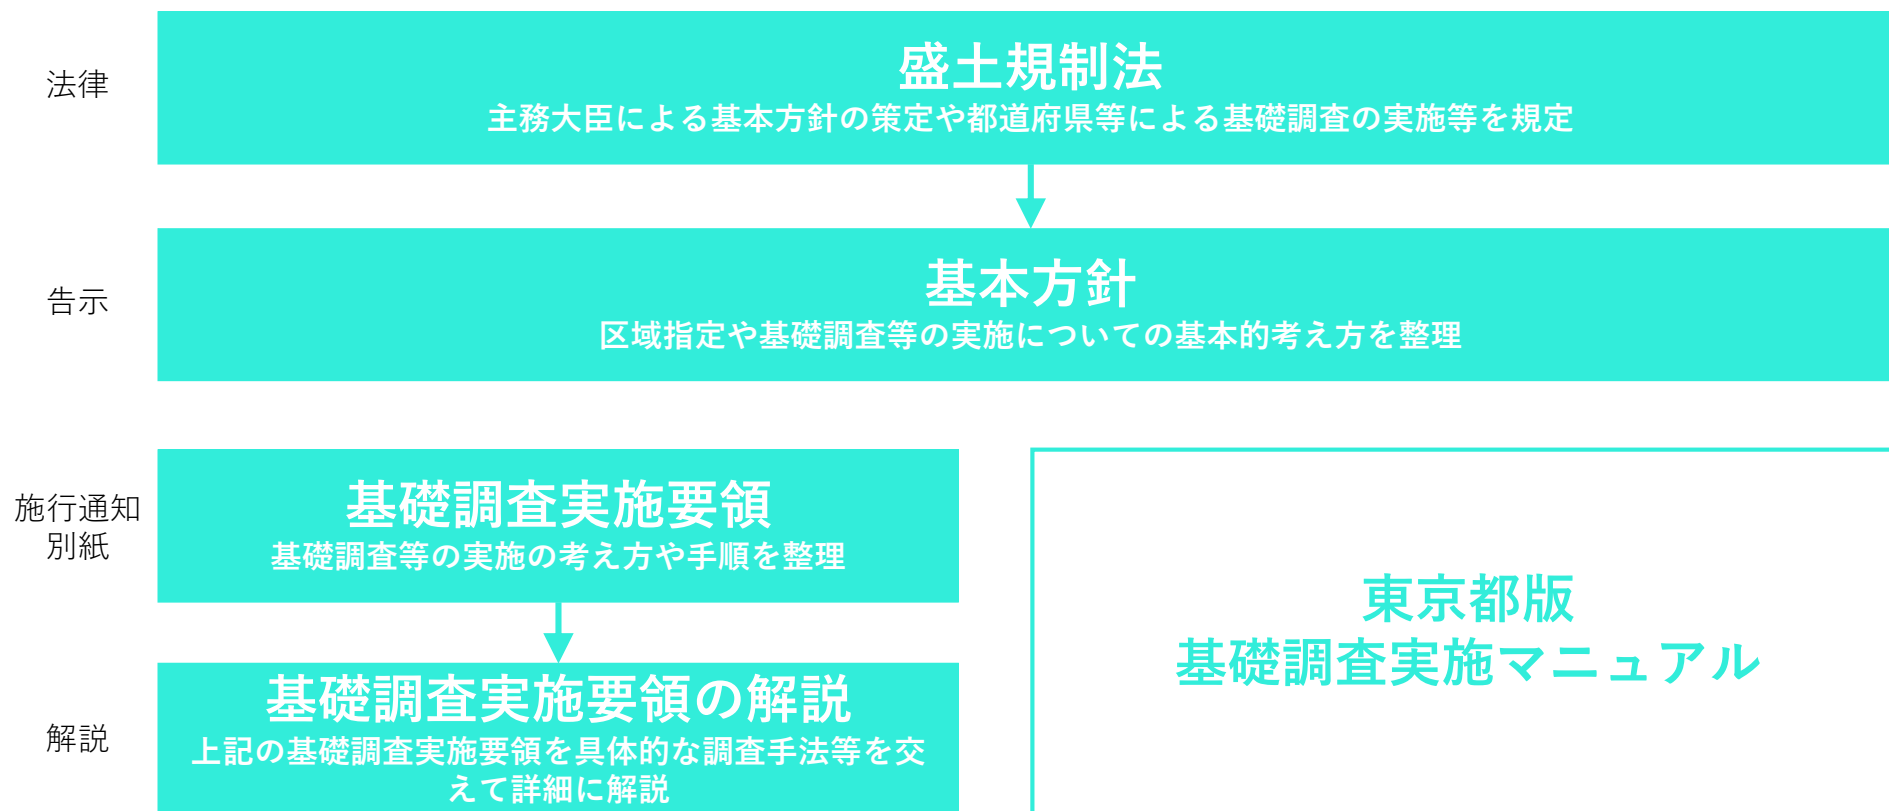 法律
盛土規制法
主務大臣による基本方針の策定や都道府県等による基礎調査の実施等を規定
告示
基本方針
区域指定や基礎調査等の実施についての基本的考え方を整理
施行通知
別紙
基礎調査実施要領
基礎調査等の実施の考え方や手順を整理
解説
基礎調査実施要領の解説
上記の基礎調査実施要領を具体的な調査手法等を交
えて詳細に解説
東京都版
基礎調査実施マニュアル